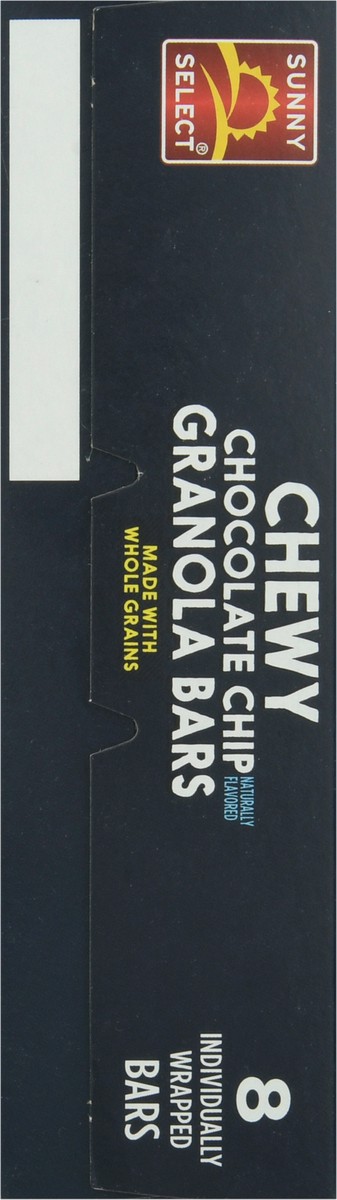 SUNNY
SELECT®
CHEWY
CHOCOLATE CHIP
NATURALLY
FLAVORED
GRANOLA BARS
MADE WITH
WHOLE GRAINS
8
INDIVIDUALLY
WRAPPED
BARS